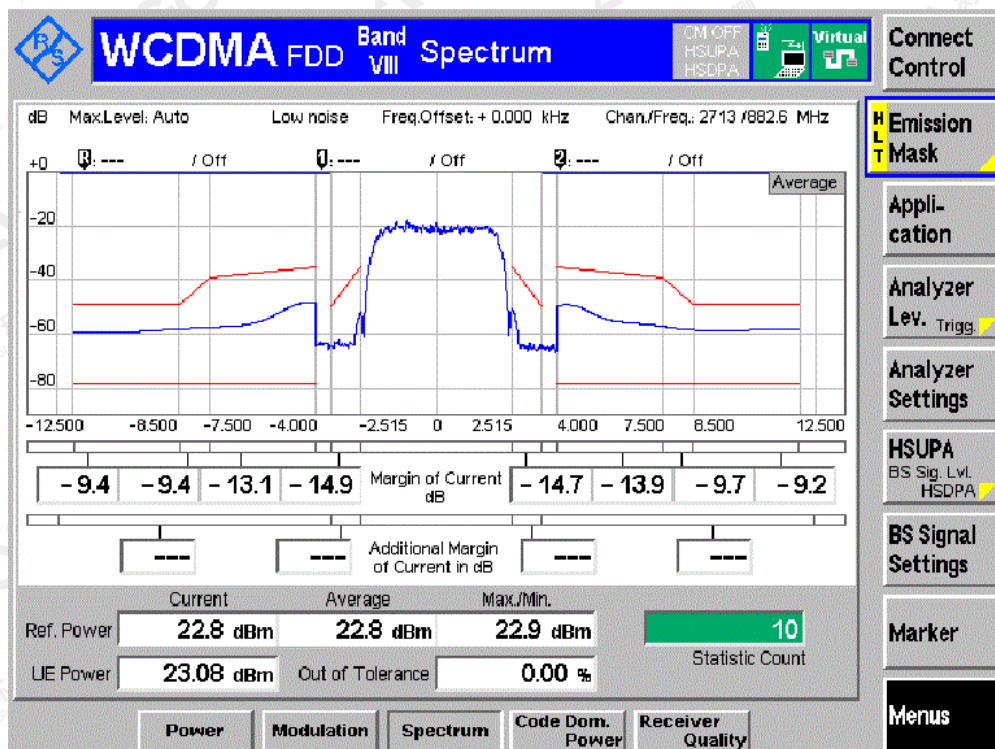 R S
WCDMA FDD Band VIII Spectrum
CM OFF
HSUPA
HSDPA
Virtual
Connect Control
dB Max.Level: Auto Low noise Freq.Offset: + 0.000 kHz Chan./Freq.: 2713 /882.6 MHz
HLT
Emission Mask
R: --- / Off 1: --- / Off 2: --- / Off
Average
+0
-20
-40
-60
-80
-12.500 -8.500 -7.500 -4.000 -2.515 0 2.515 4.000 7.500 8.500 12.500
Appli-
cation
Analyzer
Lev. Trigg.
Analyzer
Settings
HSUPA
BS Sig. Lvl.
HSDPA
BS Signal
Settings
Marker
Menus
- 9.4 - 9.4 - 13.1 - 14.9 Margin of Current dB - 14.7 - 13.9 - 9.7 - 9.2
--- --- Additional Margin of Current in dB --- ---
Current Average Max./Min.
Ref. Power 22.8 dBm 22.8 dBm 22.9 dBm
10
Statistic Count
UE Power 23.08 dBm Out of Tolerance 0.00 %
Power
Modulation
Spectrum
Code Dom. Power
Receiver Quality